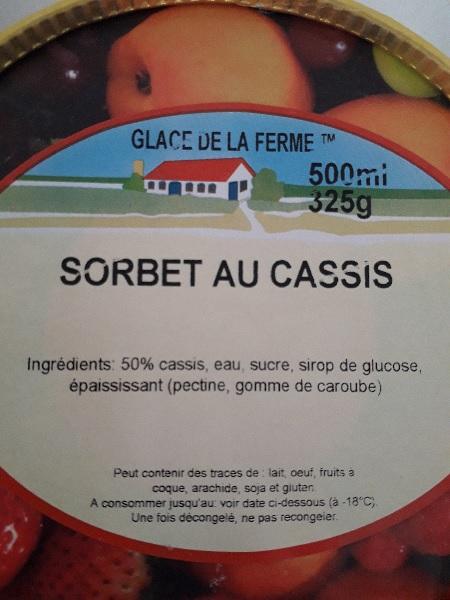 GLACE DE LA FERME ™
500ml
325g
SORBET AU CASSIS
Ingrédients: 50% cassis, eau, sucre, sirop de glucose,
épaississant (pectine, gomme de caroube)
Peut contenir des traces de : lait, oeuf, fruits a
coque, arachide, soja et gluten.
A consommer jusqu'au: voir date ci-dessous (à -18°C).
Une fois décongelé, ne pas recongeler.